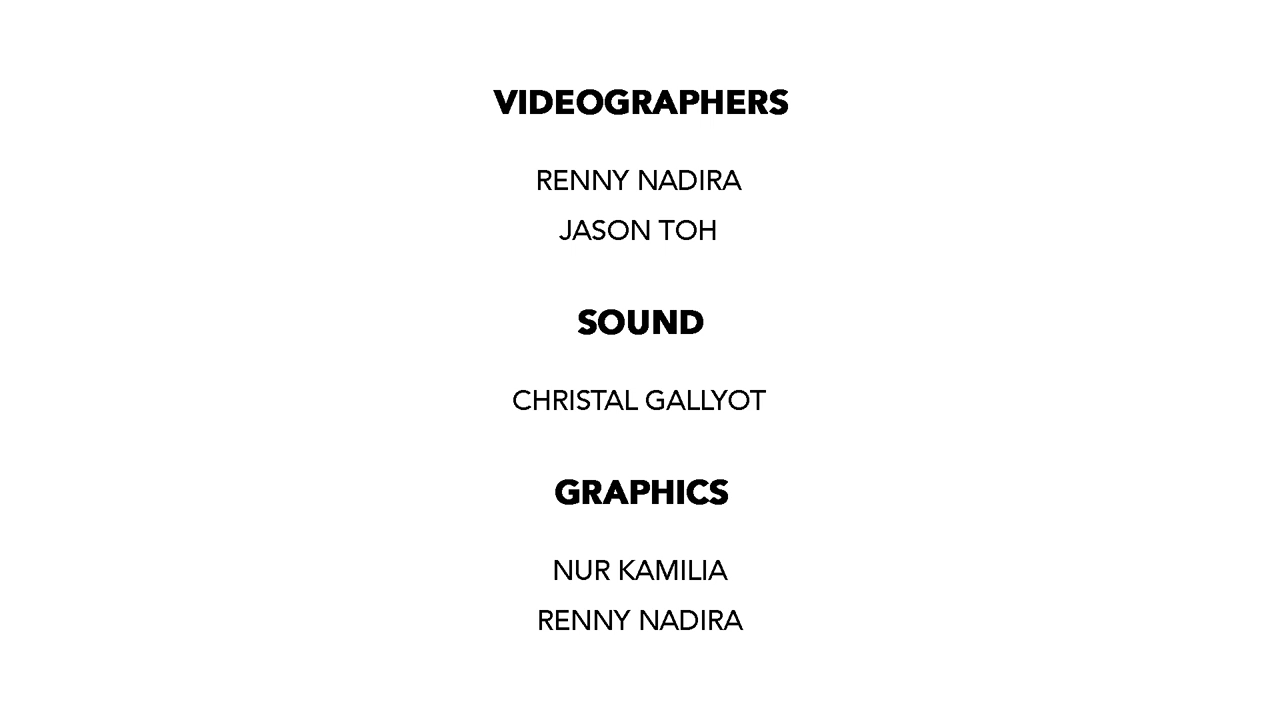 VIDEOGRAPHERS
RENNY NADIRA
JASON TOH
SOUND
CHRISTAL GALLYOT
GRAPHICS
NUR KAMILIA
RENNY NADIRA